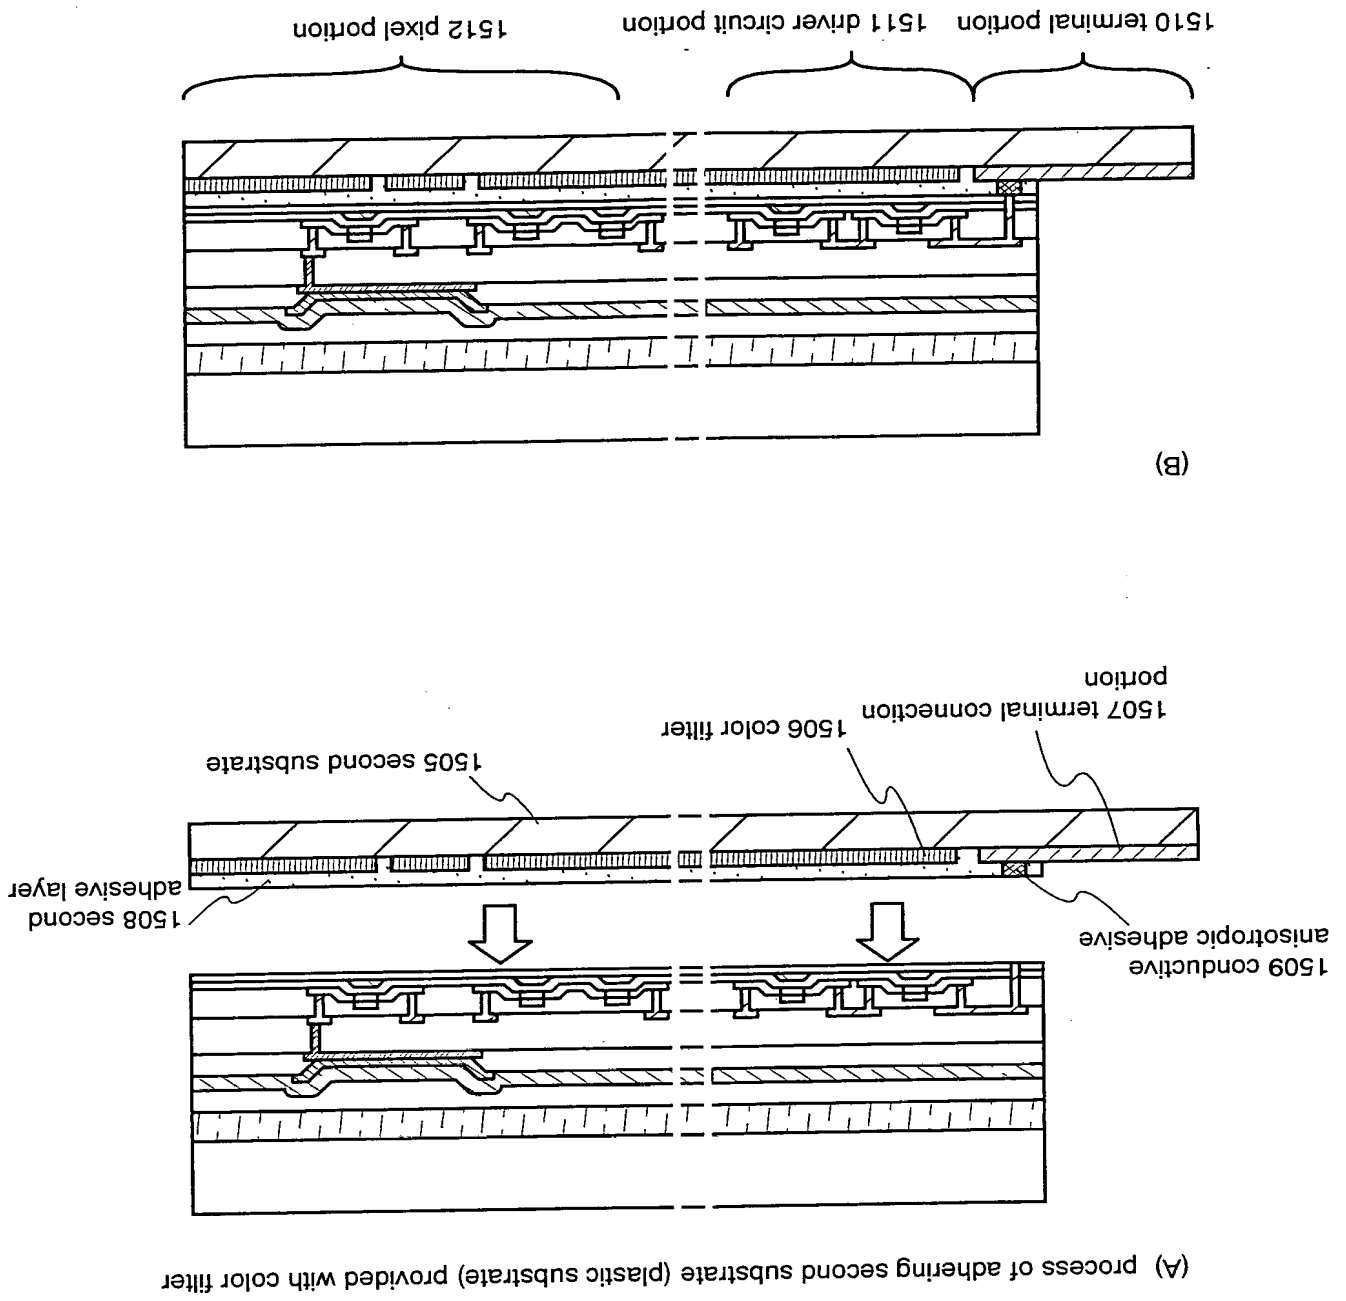 (A) process of adhering second substrate (plastic substrate) provided with color filter
1509 conductive
anisotropic adhesive
1508 second
adhesive layer
1507 terminal connection
portion
1506 color filter
1505 second substrate
(B)
1510 terminal portion
1511 driver circuit portion
1512 pixel portion